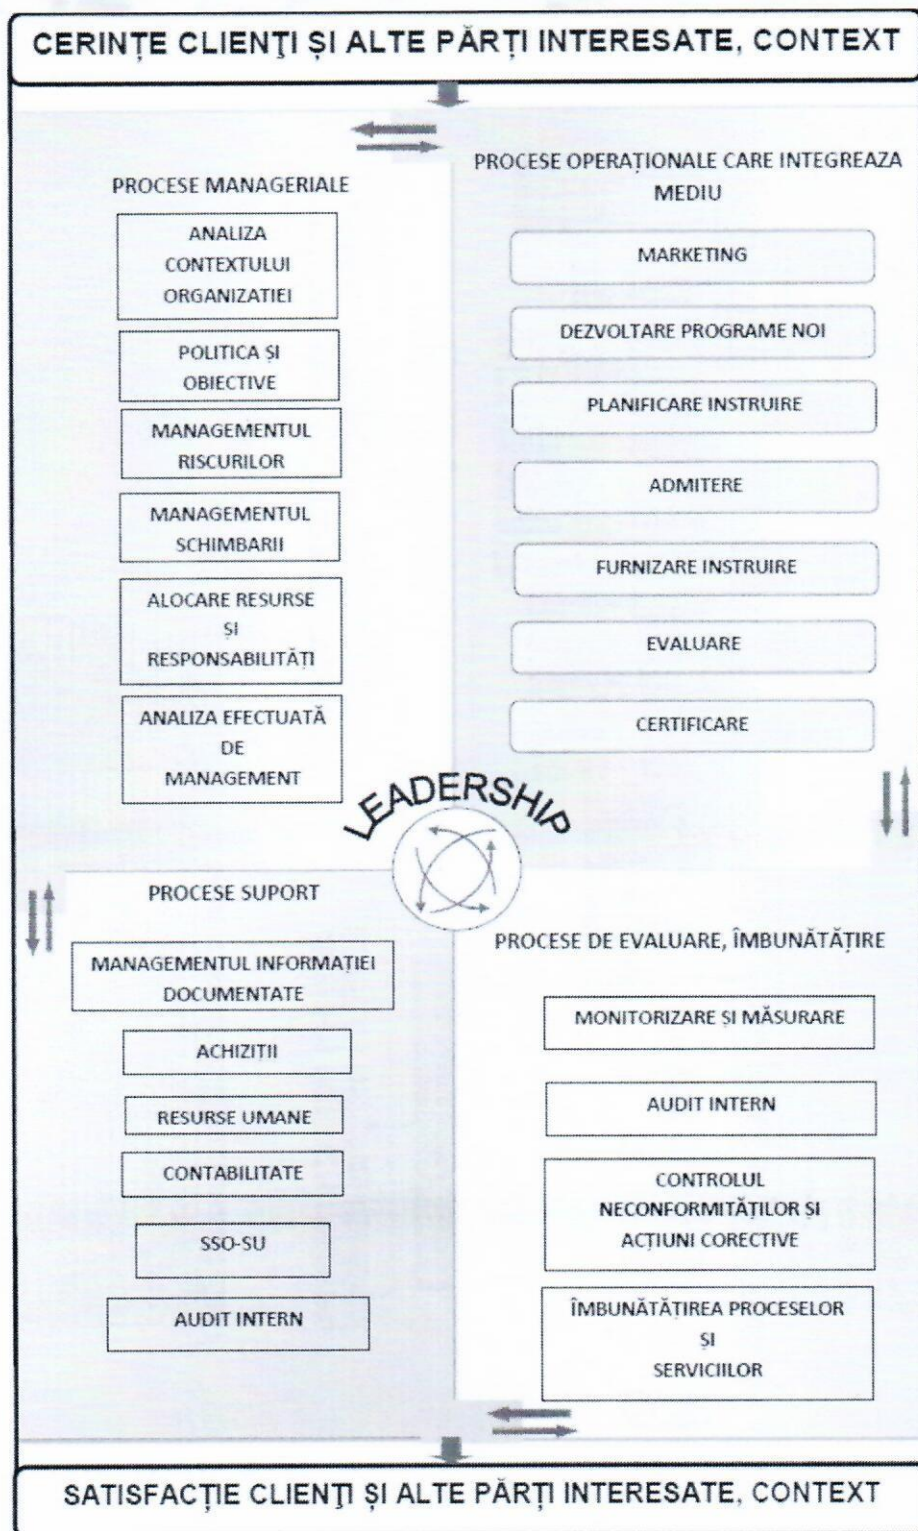 CERINȚE CLIENȚI ȘI ALTE PĂRȚI INTERESATE, CONTEXT
PROCESE MANAGERIALE
ANALIZA
CONTEXTULUI
ORGANIZATIEI
POLITICA ȘI
OBIECTIVE
MANAGEMENTUL
RISCURILOR
MANAGEMENTUL
SCHIMBARII
ALOCARE RESURSE
ȘI
RESPONSABILITĂȚI
ANALIZA EFECTUATĂ
DE
MANAGEMENT
PROCESE OPERAȚIONALE CARE INTEGREAZA
MEDIU
MARKETING
DEZVOLTARE PROGRAME NOI
PLANIFICARE INSTRUIRE
ADMITERE
FURNIZARE INSTRUIRE
EVALUARE
CERTIFICARE
LEADERSHIP
PROCESE SUPORT
MANAGEMENTUL INFORMAȚIEI
DOCUMENTATE
ACHIZIȚII
RESURSE UMANE
CONTABILITATE
SSO-SU
AUDIT INTERN
PROCESE DE EVALUARE, ÎMBUNĂTĂȚIRE
MONITORIZARE ȘI MĂSURARE
AUDIT INTERN
CONTROLUL
NECONFORMITĂȚILOR ȘI
ACȚIUNI CORECTIVE
ÎMBUNĂTĂȚIREA PROCESELOR
ȘI
SERVICIILOR
SATISFACȚIE CLIENȚI ȘI ALTE PĂRȚI INTERESATE, CONTEXT